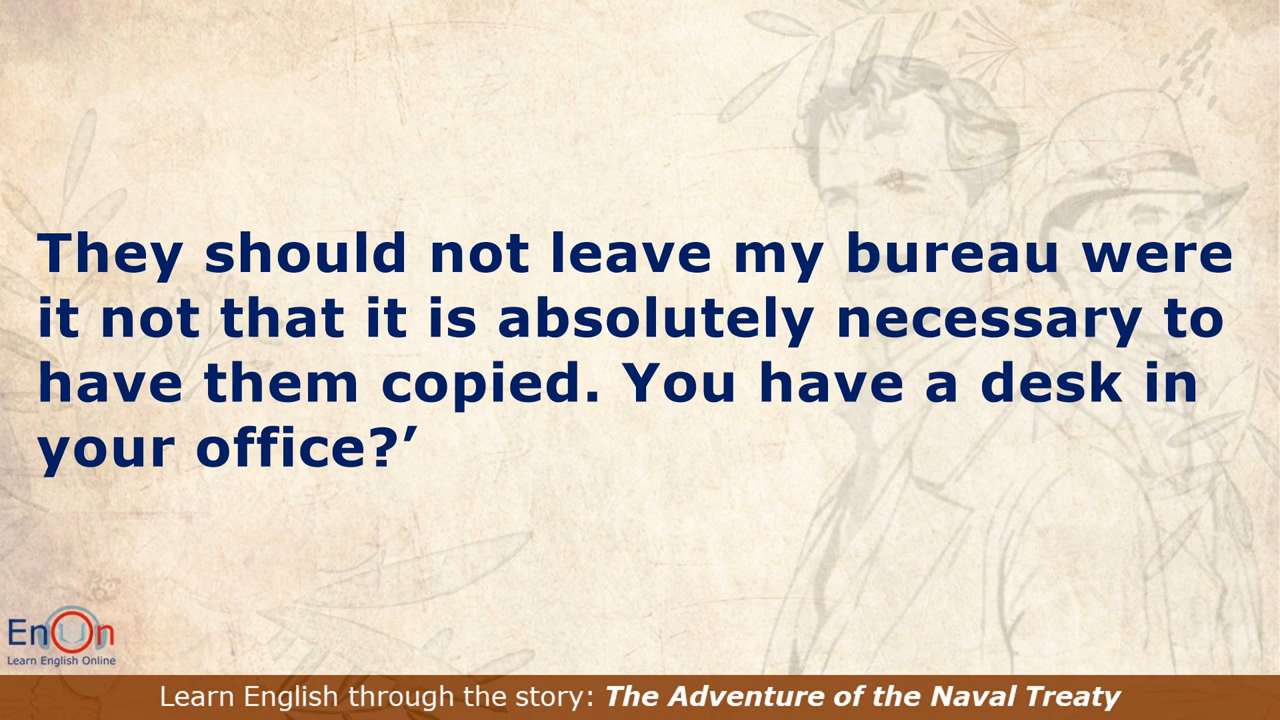 They should not leave my bureau were
it not that it is absolutely necessary to
have them copied. You have a desk in
your office?’
EnOn
Learn English Online
Learn English through the story: The Adventure of the Naval Treaty